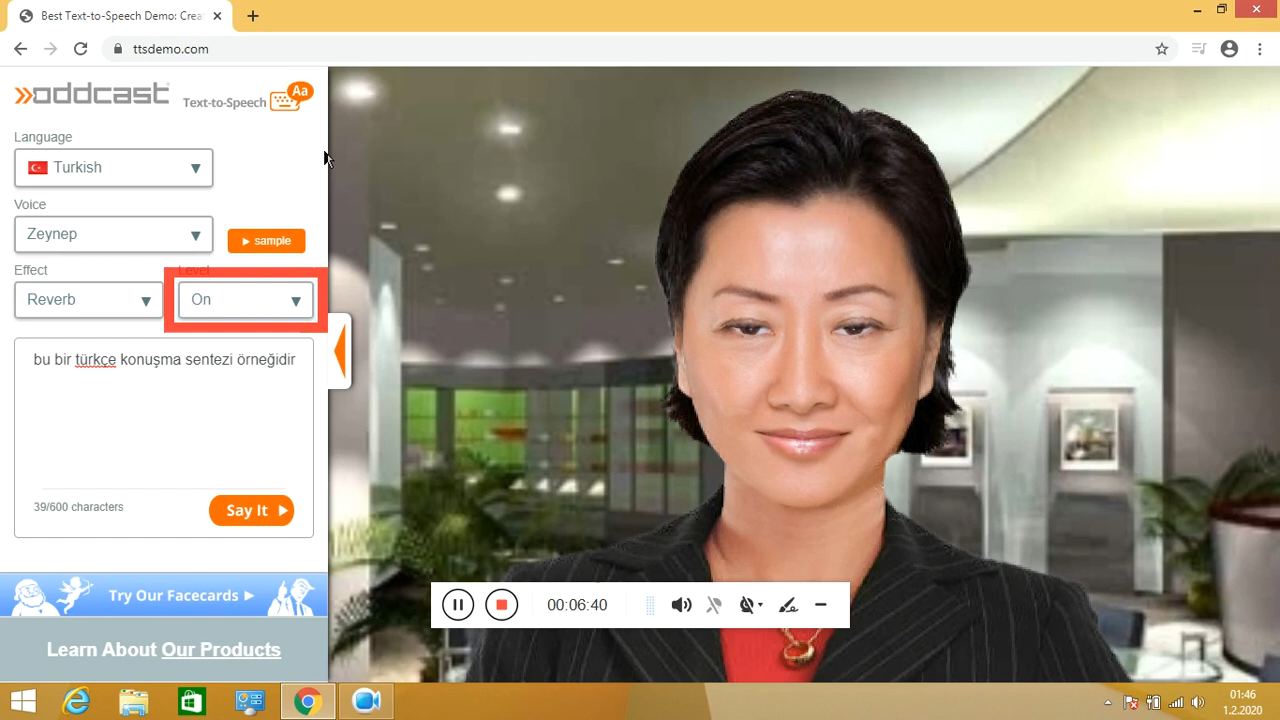 Best Text-to-Speech Demo: Crea
ttsdemo.com
oddcast
Text-to-Speech
Aa
Language
Turkish
Voice
Zeynep
sample
Effect
Level
Reverb
On
bu bir türkçe konuşma sentezi örneğidir
39/600 characters
Say It
Try Our Facecards
Learn About Our Products
00:06:40
01:46
1.2.2020